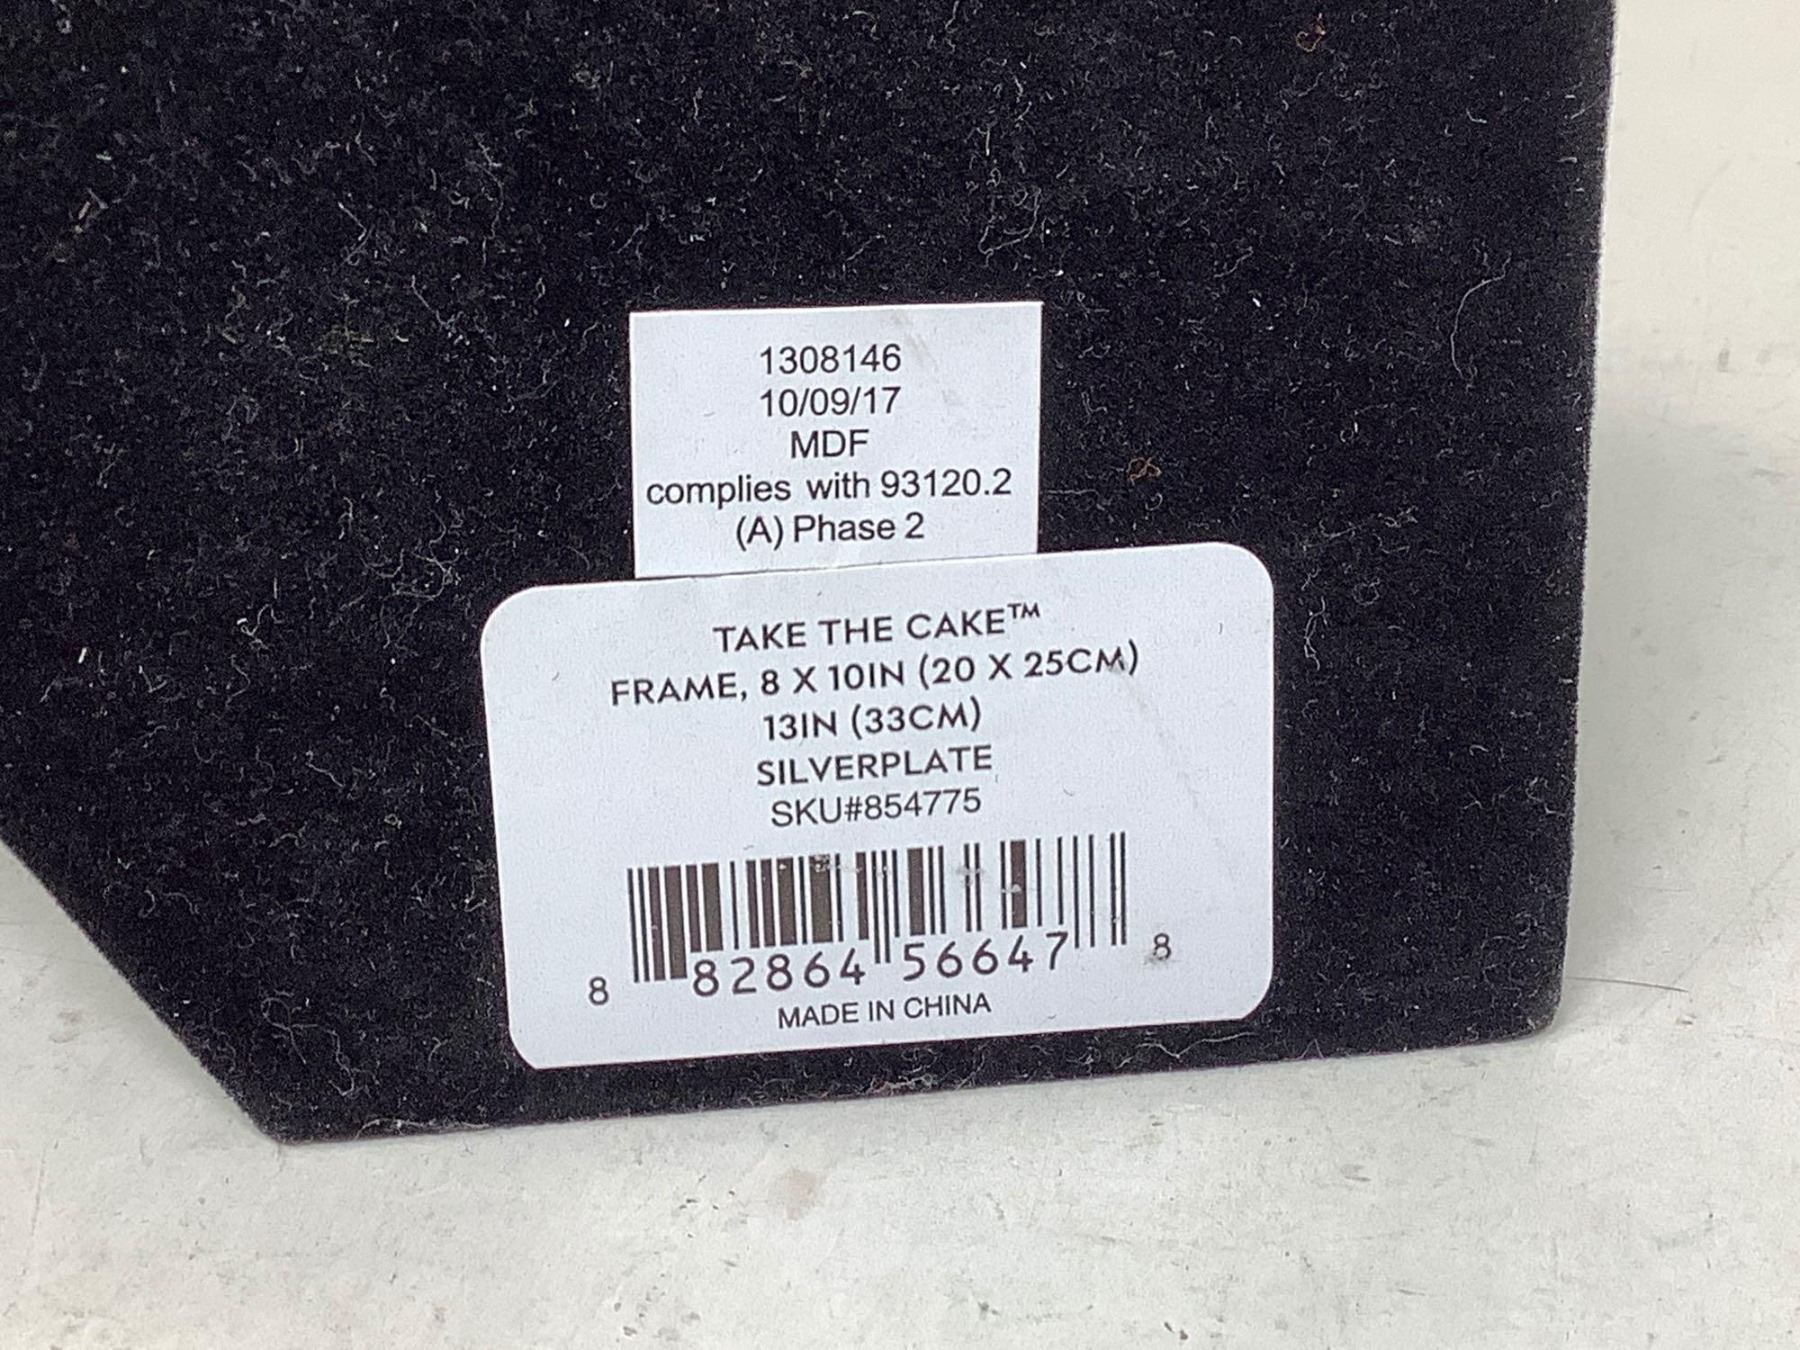 1308146
10/09/17
MDF
complies with 93120.2
(A) Phase 2
TAKE THE CAKE™
FRAME, 8 X 10IN (20 X 25CM)
13IN (33CM)
SILVERPLATE
SKU#854775
8 82864 56647 8
MADE IN CHINA